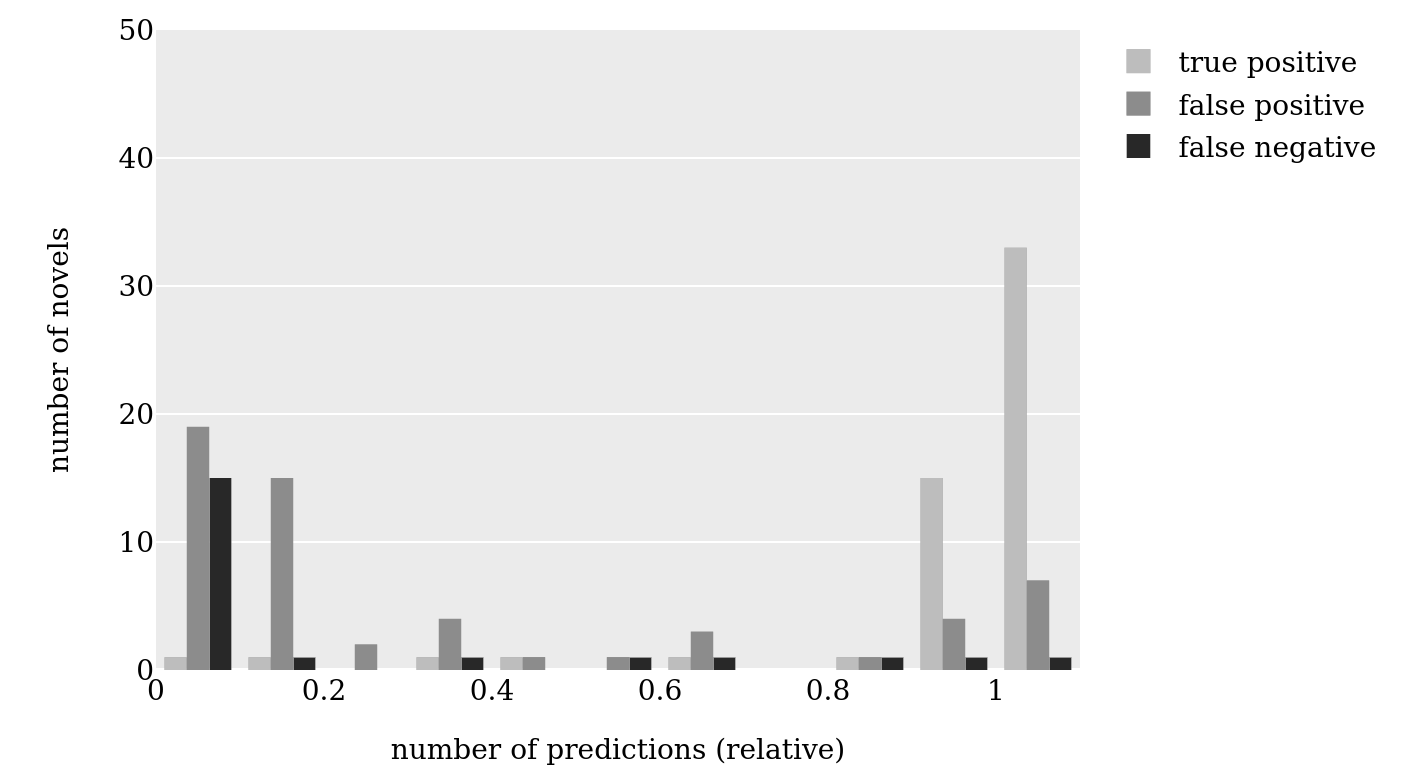 50
40
30
20
10
0
number of novels
0 0.2 0.4 0.6 0.8 1
number of predictions (relative)
true positive
false positive
false negative